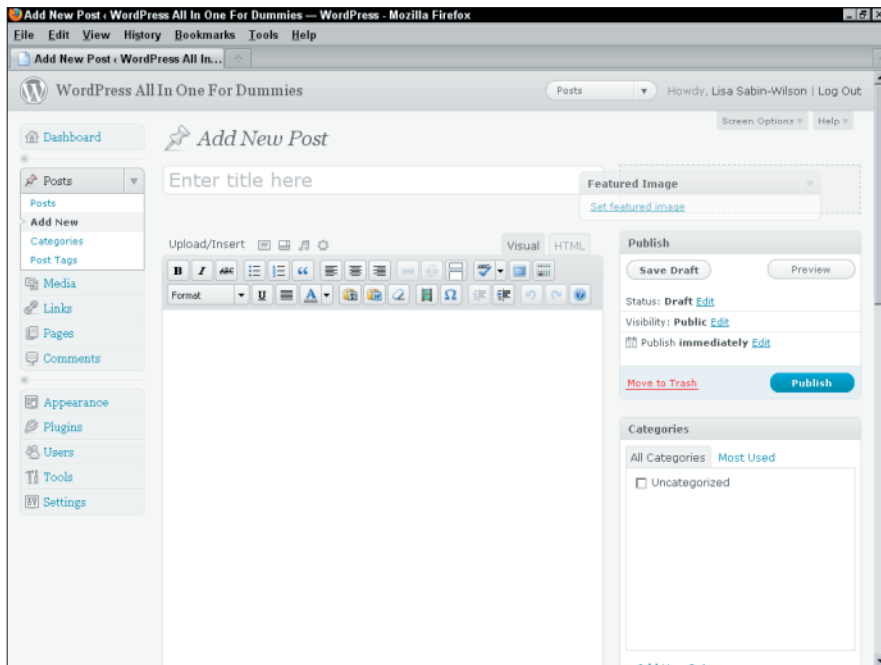 Add New Post ‹ WordPress All In One For Dummies — WordPress - Mozilla Firefox
File Edit View History Bookmarks Tools Help
Add New Post ‹ WordPress All In...
WordPress All In One For Dummies
Posts
Howdy, Lisa Sabin-Wilson | Log Out
Screen Options Help
Dashboard
Add New Post
Posts
Enter title here
Featured Image
Set featured image
Posts
Add New
Categories
Post Tags
Upload/Insert
Visual HTML
Publish
B I ABC
Save Draft Preview
Media
Format U A Ω
Links
Status: Draft Edit
Visibility: Public Edit
Pages
Publish immediately Edit
Comments
Move to Trash Publish
Appearance
Plugins
Categories
Users
All Categories Most Used
Tools
Uncategorized
Settings